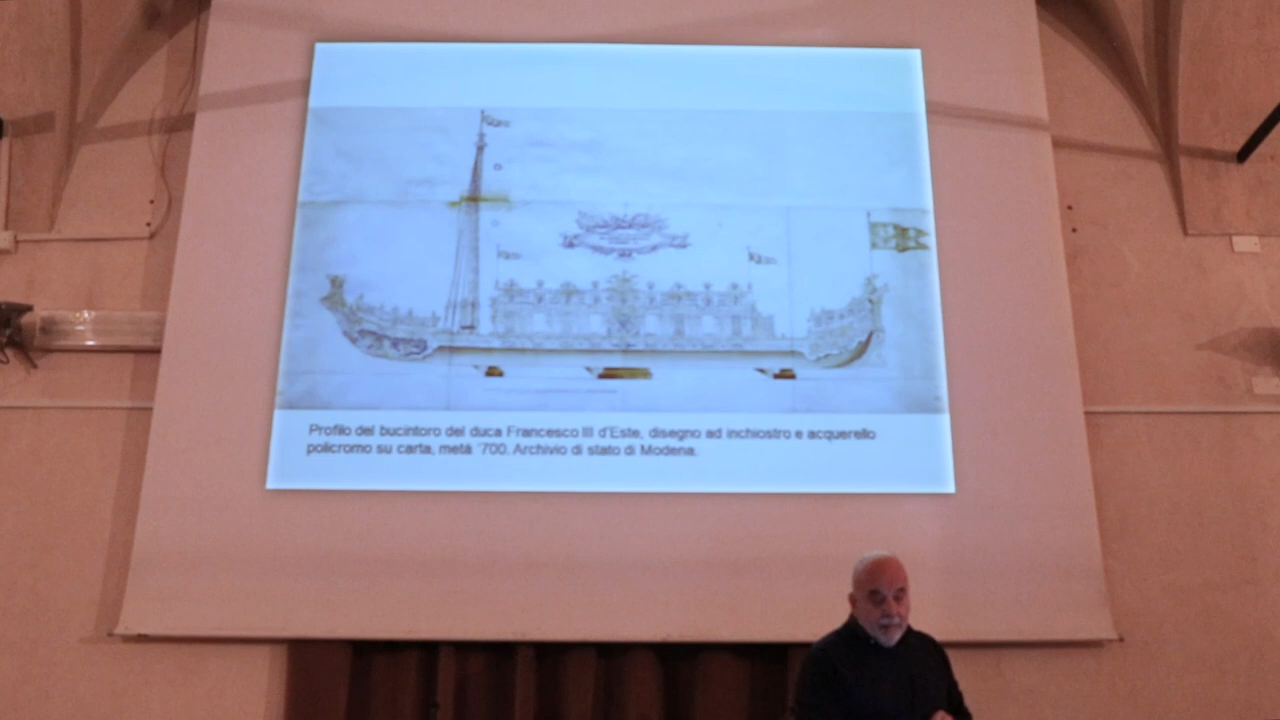 Profilo del bucintoro del duca Francesco III d'Este, disegno ad inchiostro e acquerello
policromo su carta, metà '700. Archivio di stato di Modena.